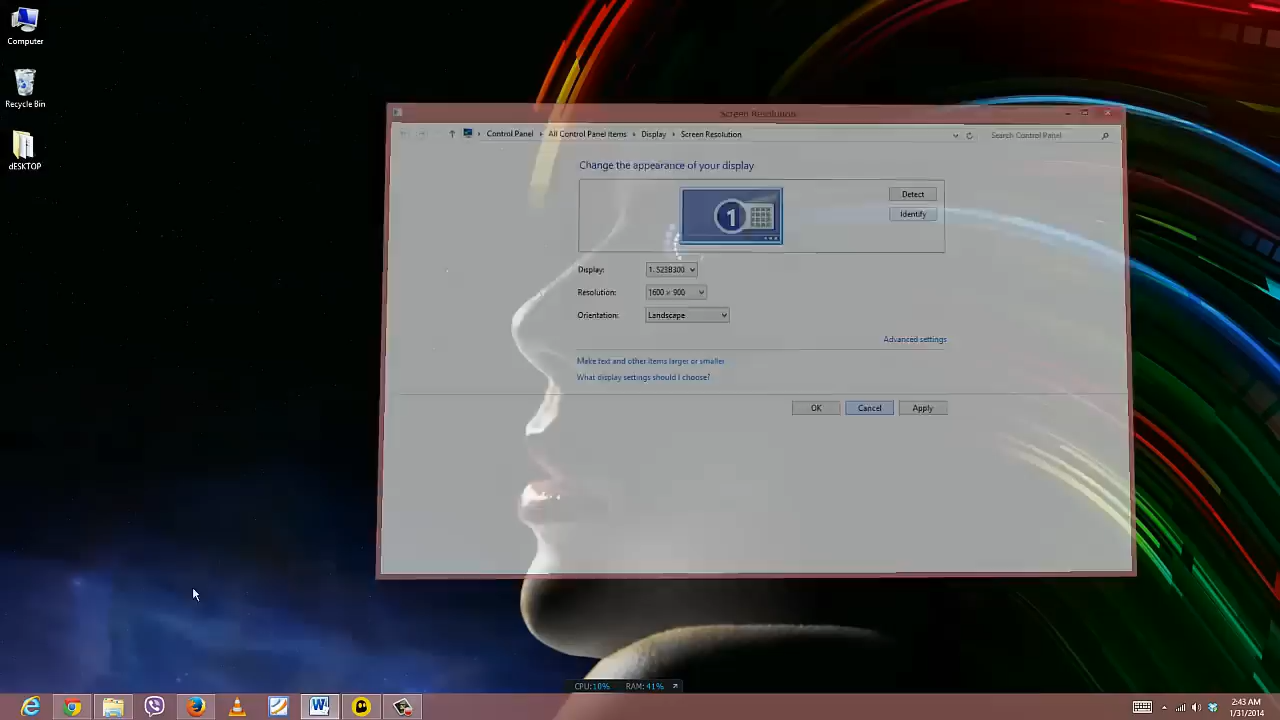 Computer
Recycle Bin
dESKTOP
Screen Resolution
Control Panel
All Control Panel Items
Display
Screen Resolution
Search Control Panel
Change the appearance of your display
1
Detect
Identify
Display:
1. S23B300
Resolution:
1600 × 900
Orientation:
Landscape
Advanced settings
Make text and other items larger or smaller
What display settings should I choose?
OK
Cancel
Apply
CPU:18%
RAM: 41%
2:43 AM
1/31/2014